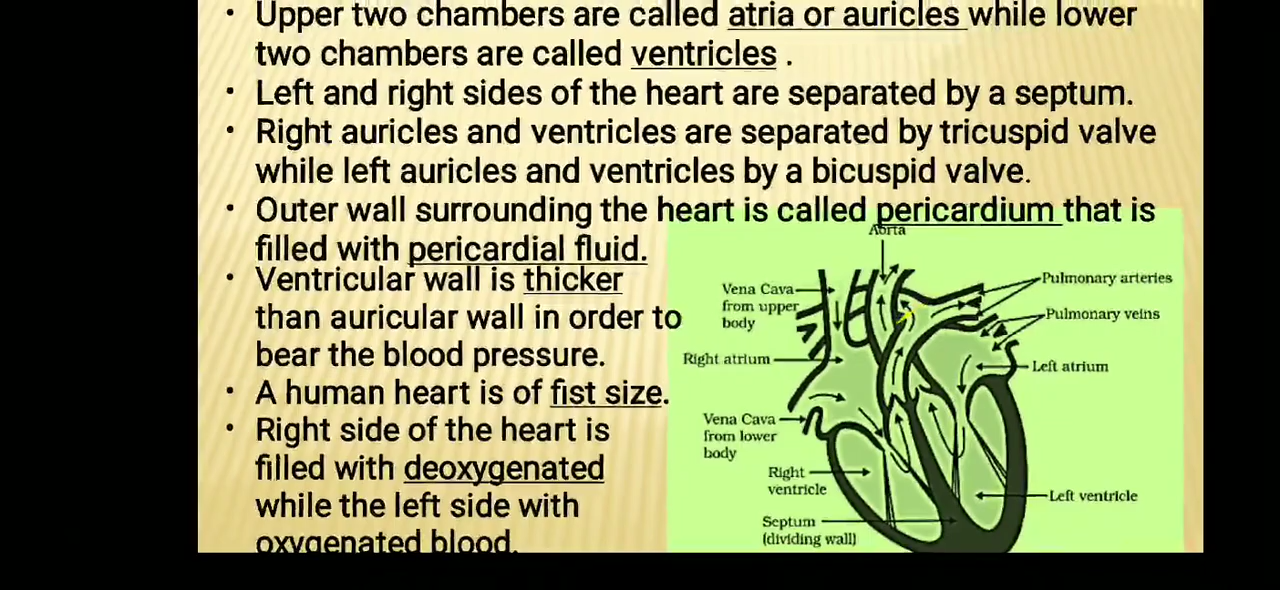 • Upper two chambers are called atria or auricles while lower
two chambers are called ventricles .
• Left and right sides of the heart are separated by a septum.
• Right auricles and ventricles are separated by tricuspid valve
while left auricles and ventricles by a bicuspid valve.
• Outer wall surrounding the heart is called pericardium that is
filled with pericardial fluid.
• Ventricular wall is thicker
than auricular wall in order to
bear the blood pressure.
• A human heart is of fist size.
• Right side of the heart is
filled with deoxygenated
while the left side with
oxygenated blood.
Aorta
Vena Cava
from upper
body
Right atrium
Vena Cava
from lower
body
Right
ventricle
Septum
(dividing wall)
Pulmonary arteries
Pulmonary veins
Left atrium
Left ventricle